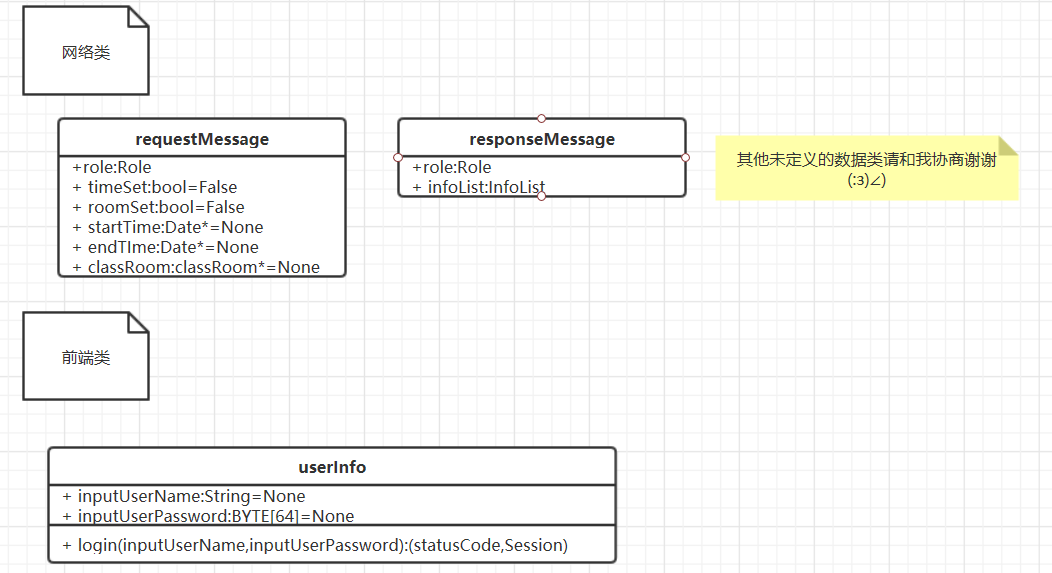 网络类
requestMessage
+role:Role
+ timeSet:bool=False
+ roomSet:bool=False
+ startTime:Date*=None
+ endTIme:Date*=None
+ classRoom:classRoom*=None
responseMessage
+role:Role
+ infoList:InfoList
其他未定义的数据类请和我协商谢谢
(:3)∠)
前端类
userInfo
+ inputUserName:String=None
+ inputUserPassword:BYTE[64]=None
+ login(inputUserName,inputUserPassword):(statusCode,Session)